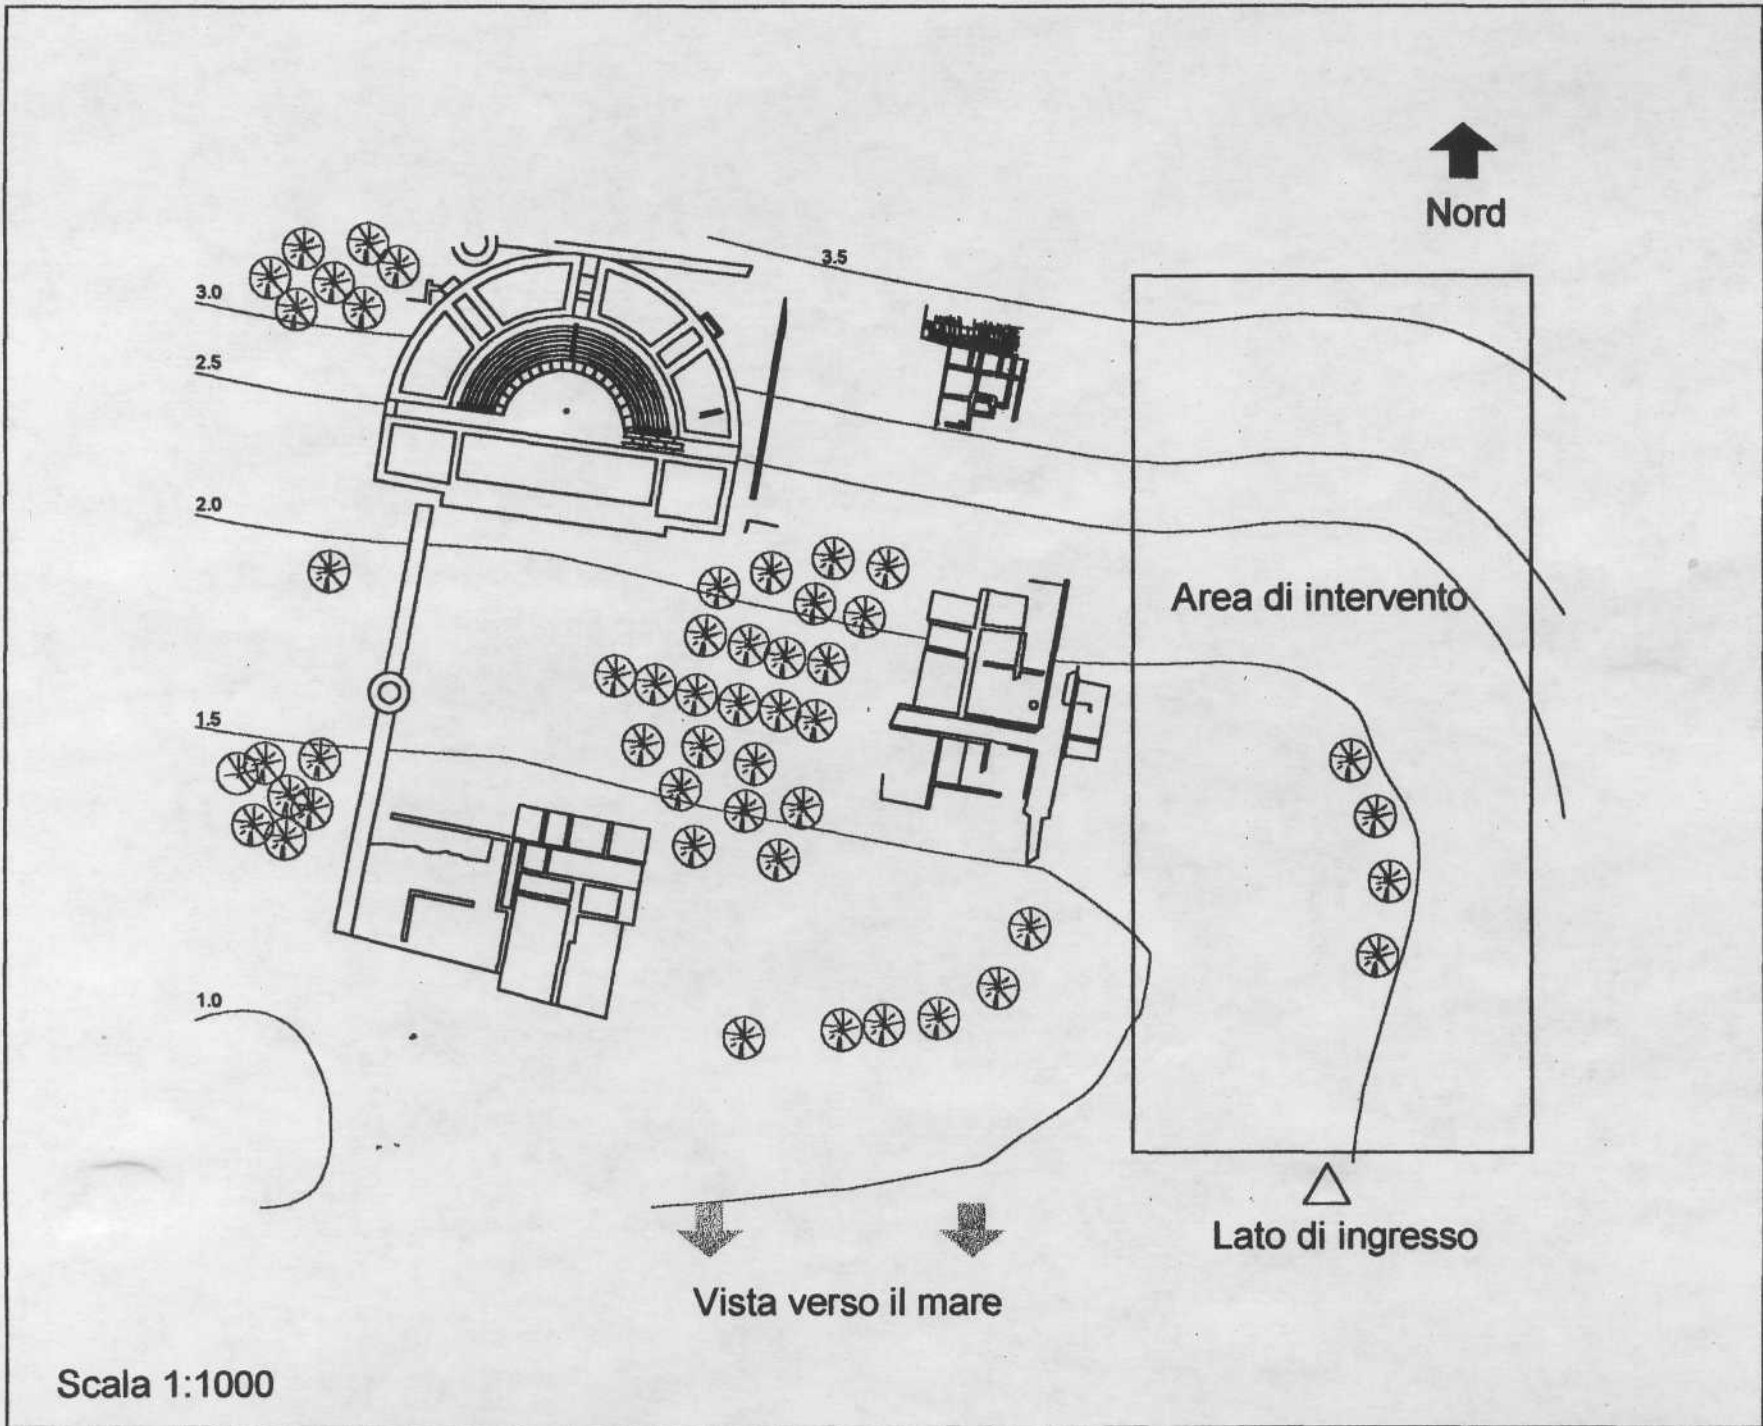 Nord
3.5
3.0
2.5
2.0
Area di intervento
1.5
1.0
Lato di ingresso
Vista verso il mare
Scala 1:1000